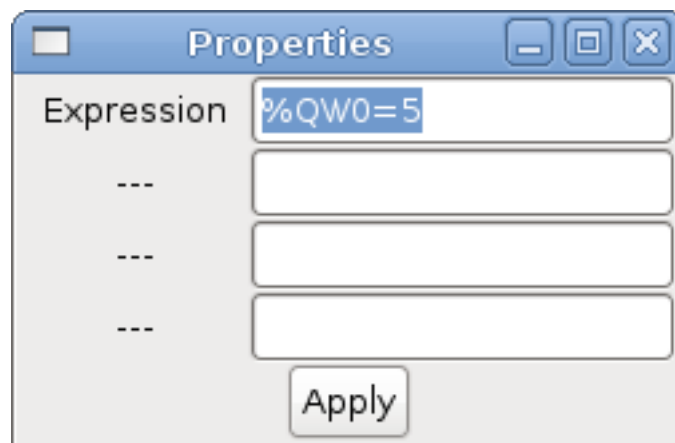 Properties
Expression %QW0=5
---
---
---
Apply